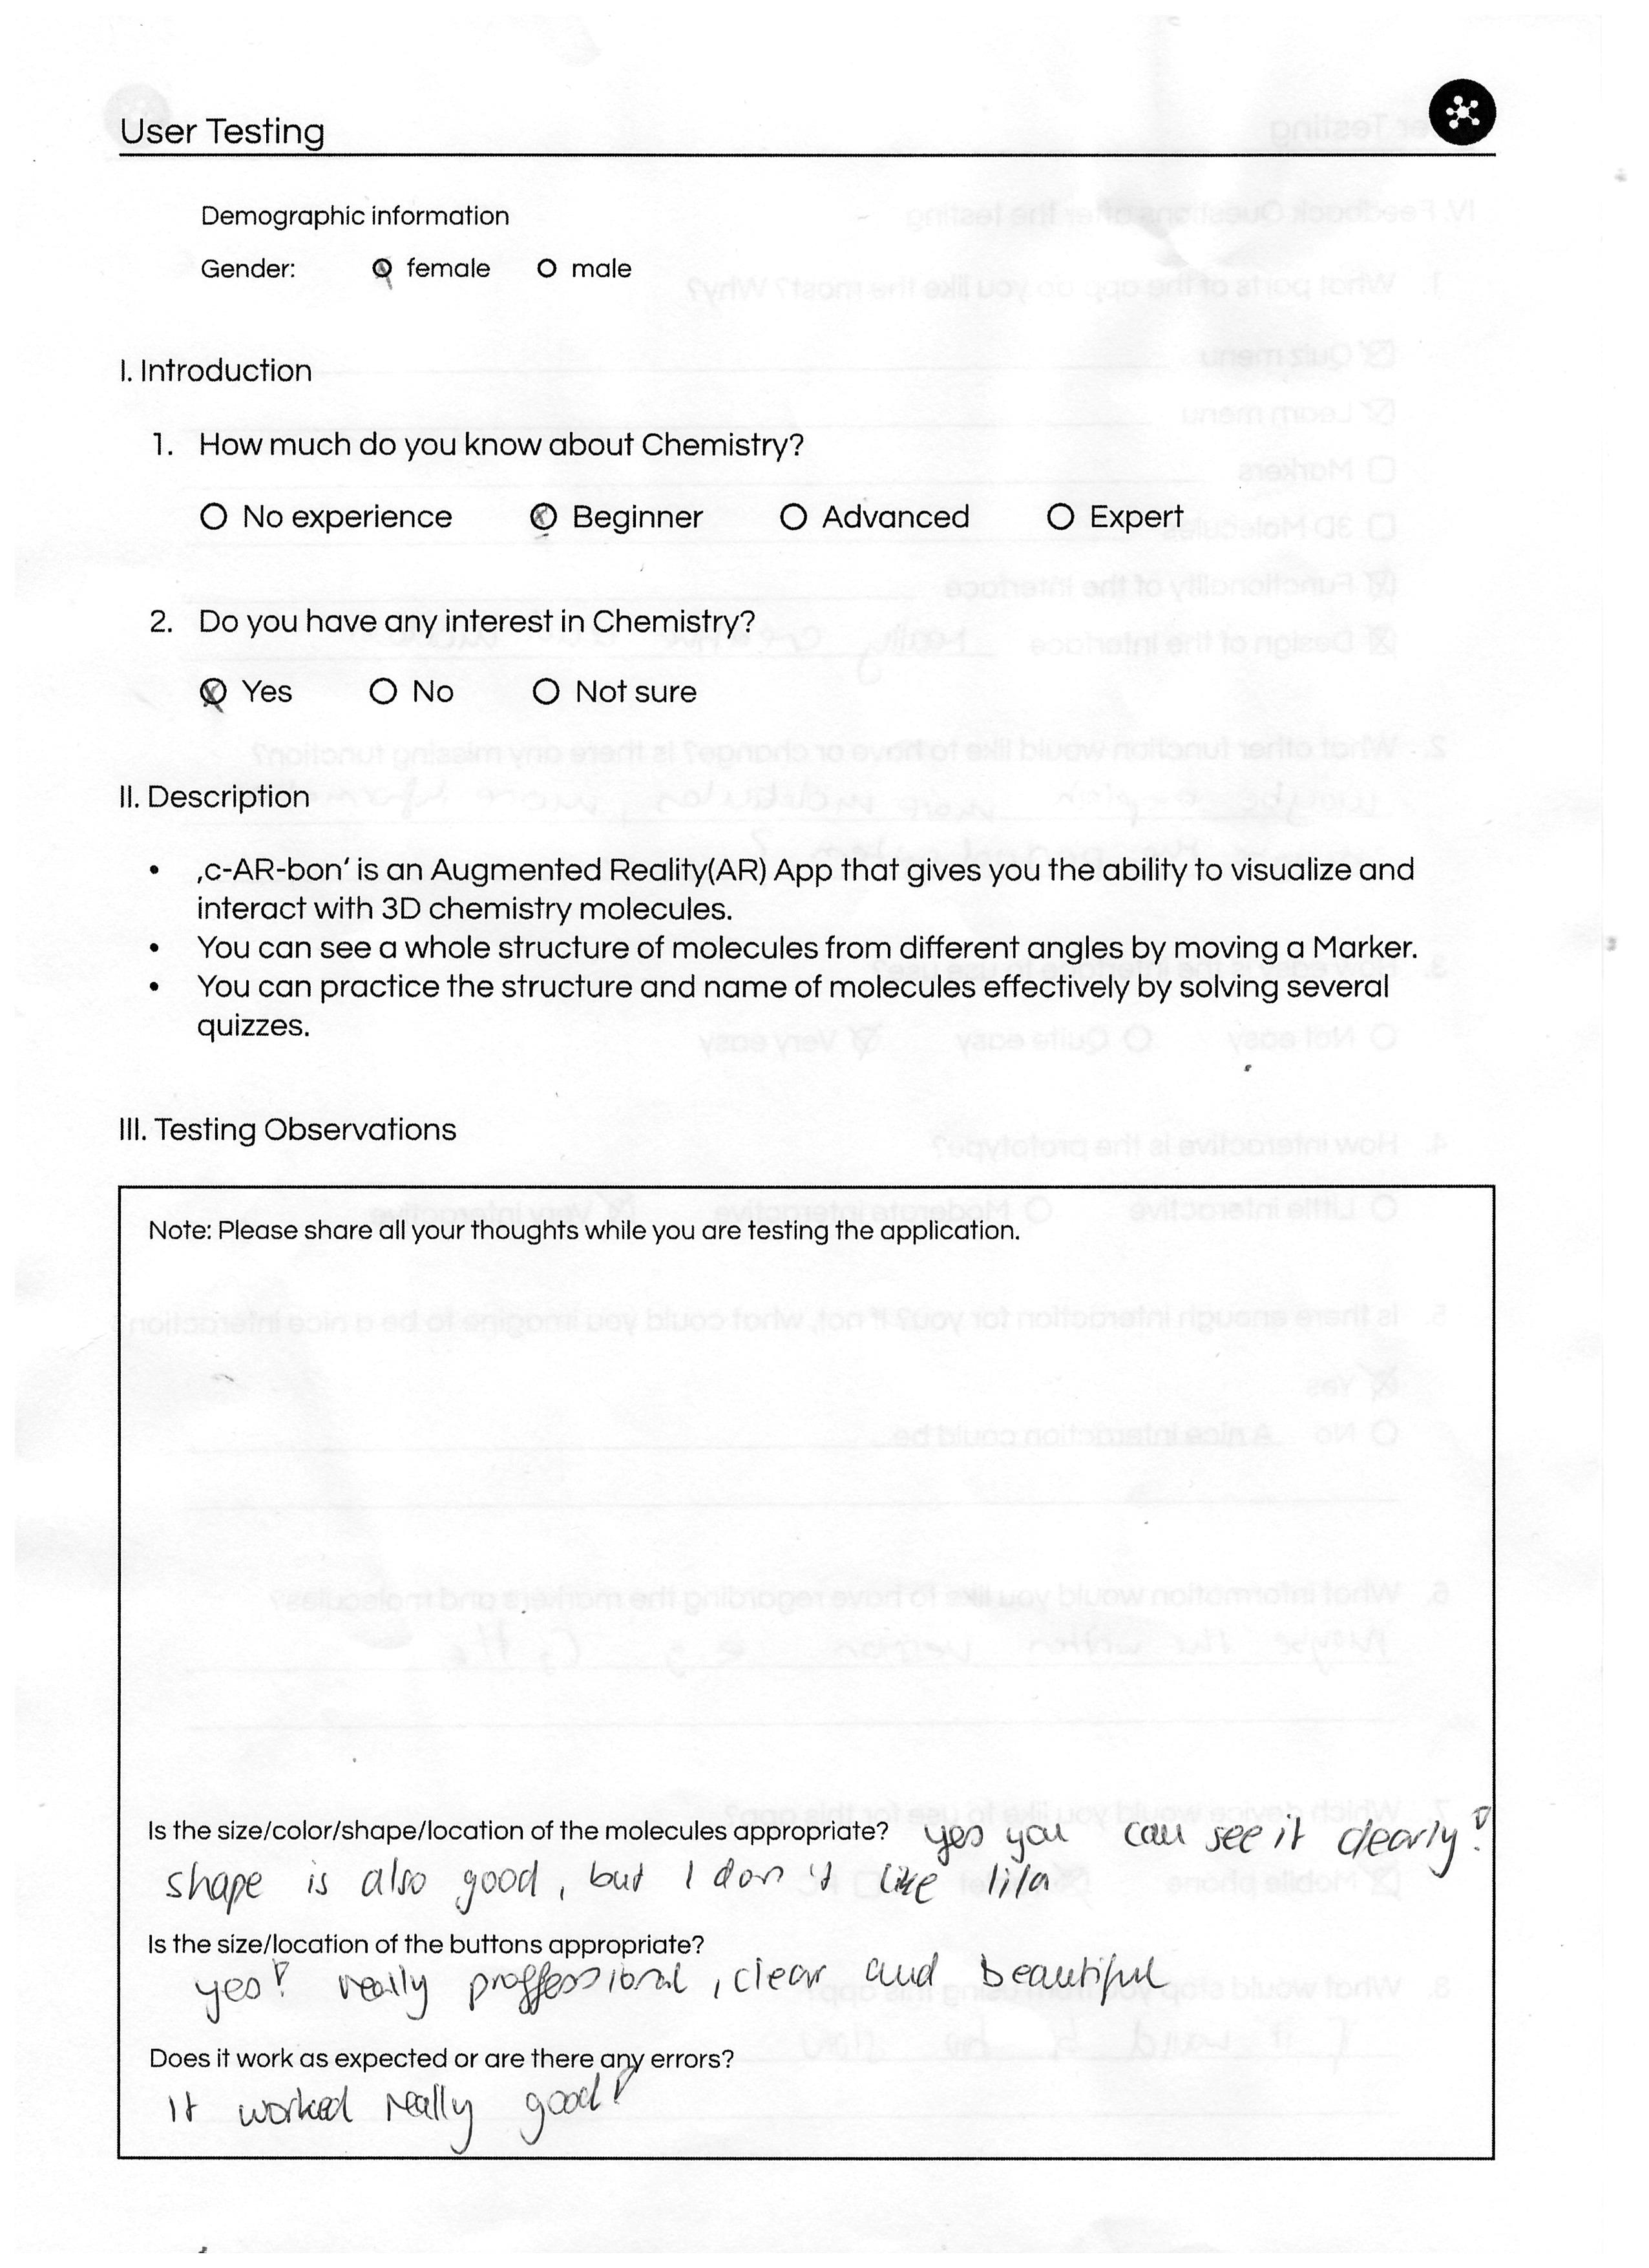 User Testing
Demographic information
Gender: female male
I. Introduction
1. How much do you know about Chemistry?
No experience Beginner Advanced Expert
2. Do you have any interest in Chemistry?
Yes No Not sure
II. Description
• ‚c-AR-bon‘ is an Augmented Reality(AR) App that gives you the ability to visualize and
interact with 3D chemistry molecules.
• You can see a whole structure of molecules from different angles by moving a Marker.
• You can practice the structure and name of molecules effectively by solving several
quizzes.
III. Testing Observations
Note: Please share all your thoughts while you are testing the application.
Is the size/color/shape/location of the molecules appropriate? yes you can see it clearly!
shape is also good, but I don't like lila
Is the size/location of the buttons appropriate?
yes! really proffessional, clear and beautiful
Does it work as expected or are there any errors?
It worked really good!